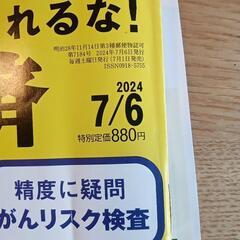 れるな!
明治28年11月14日第3種郵便物認可
第7184号 2024年7月6日発行
毎週土曜日発行 (7月1日発売)
ISSN0918-5755
済
2024
7/6
特別定価880円
精度に疑問
がんリスク検査